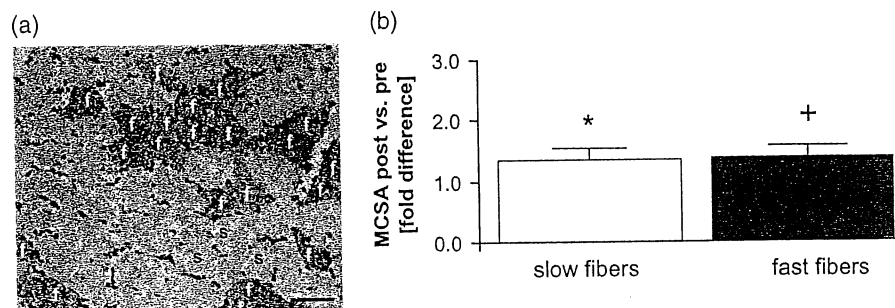 (a)
f
f
f
f
f
f
f
f
f
f
f
s
s
s
s
f
f
(b)
MCSA post vs. pre
[fold difference]
3.0
2.0
1.0
0.0
*
+
slow fibers
fast fibers